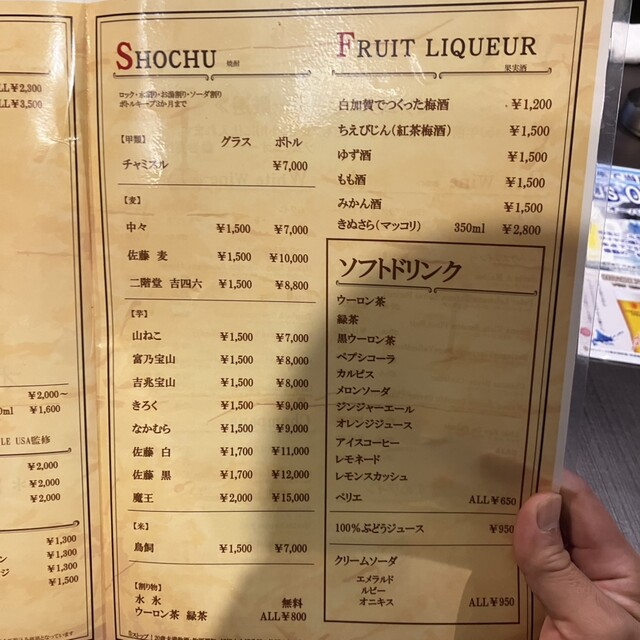 ALL¥2,300
ALL¥3,500
¥2,000～
¥1,600
USA監修
¥2,000
¥2,000
¥2,000
¥1,300
¥1,300
¥1,300
¥1,500
SHOCHU 焼酎
ロック・水割り・お湯割り・ソーダ割り
ボトルキープ3か月まで
【甲類】 グラス ボトル
チャミスル ¥7,000
【麦】
中々 ¥1,500 ¥7,000
佐藤 麦 ¥1,500 ¥10,000
二階堂 吉四六 ¥1,500 ¥8,800
【芋】
山ねこ ¥1,500 ¥7,000
富乃宝山 ¥1,500 ¥8,000
吉兆宝山 ¥1,500 ¥8,000
きろく ¥1,500 ¥9,000
なかむら ¥1,500 ¥9,000
佐藤 白 ¥1,700 ¥11,000
佐藤 黒 ¥1,700 ¥12,000
魔王 ¥2,000 ¥15,000
【米】
鳥飼 ¥1,500 ¥7,000
【割り物】
水 氷 無料
ウーロン茶 緑茶 ALL¥800
FRUIT LIQUEUR
果実酒
白加賀でつくった梅酒 ¥1,200
ちえびじん(紅茶梅酒) ¥1,500
ゆず酒 ¥1,500
もも酒 ¥1,500
みかん酒 ¥1,500
きぬさら(マッコリ) 350ml ¥2,800
ソフトドリンク
ウーロン茶
緑茶
黒ウーロン茶
ペプシコーラ
カルピス
メロンソーダ
ジンジャーエール
オレンジジュース
アイスコーヒー
レモネード
レモンスカッシュ
ペリエ ALL¥650
100%ぶどうジュース ¥950
クリームソーダ
エメラルド
ルビー
オニキス ALL¥950